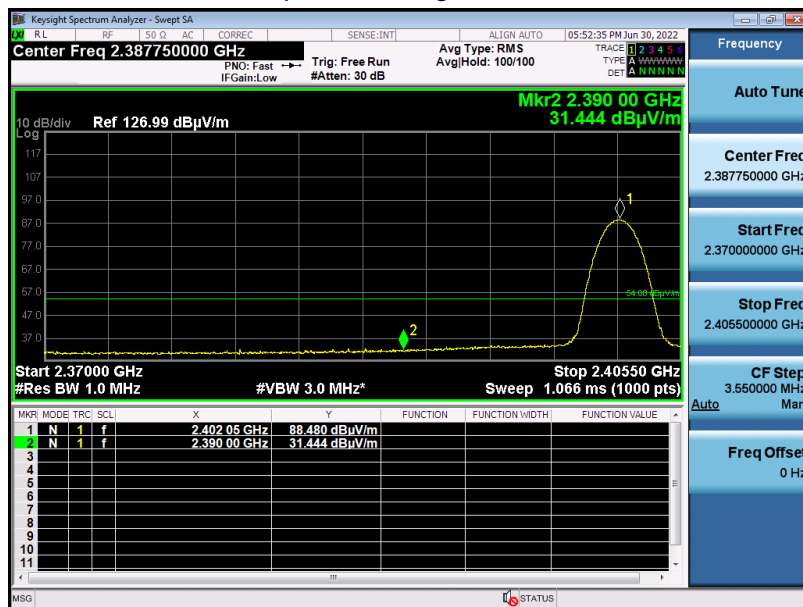 Keysight Spectrum Analyzer - Swept SA
LXI RL RF 50 Ω AC CORREC SENSE:INT ALIGN AUTO 05:52:35 PM Jun 30, 2022
Center Freq 2.387750000 GHz
PNO: Fast
IFGain:Low
Trig: Free Run
#Atten: 30 dB
Avg Type: RMS
Avg|Hold: 100/100
TRACE 1 2 3 4 5 6
TYPE A WWWWW
DET A N N N N N
Mkr2 2.390 00 GHz
31.444 dBµV/m
10 dB/div Ref 126.99 dBµV/m
Log
117
107
97.0
87.0
77.0
67.0
57.0
47.0
37.0
1
54.00 dBµV/m
2
Start 2.37000 GHz Stop 2.40550 GHz
#Res BW 1.0 MHz #VBW 3.0 MHz* Sweep 1.066 ms (1000 pts)
MKR MODE TRC SCL X Y FUNCTION FUNCTION WIDTH FUNCTION VALUE
1 N 1 f 2.402 05 GHz 88.480 dBµV/m
2 N 1 f 2.390 00 GHz 31.444 dBµV/m
3
4
5
6
7
8
9
10
11
MSG STATUS
Frequency
Auto Tune
Center Freq
2.387750000 GHz
Start Freq
2.370000000 GHz
Stop Freq
2.405500000 GHz
CF Step
3.550000 MHz
Auto Man
Freq Offset
0 Hz